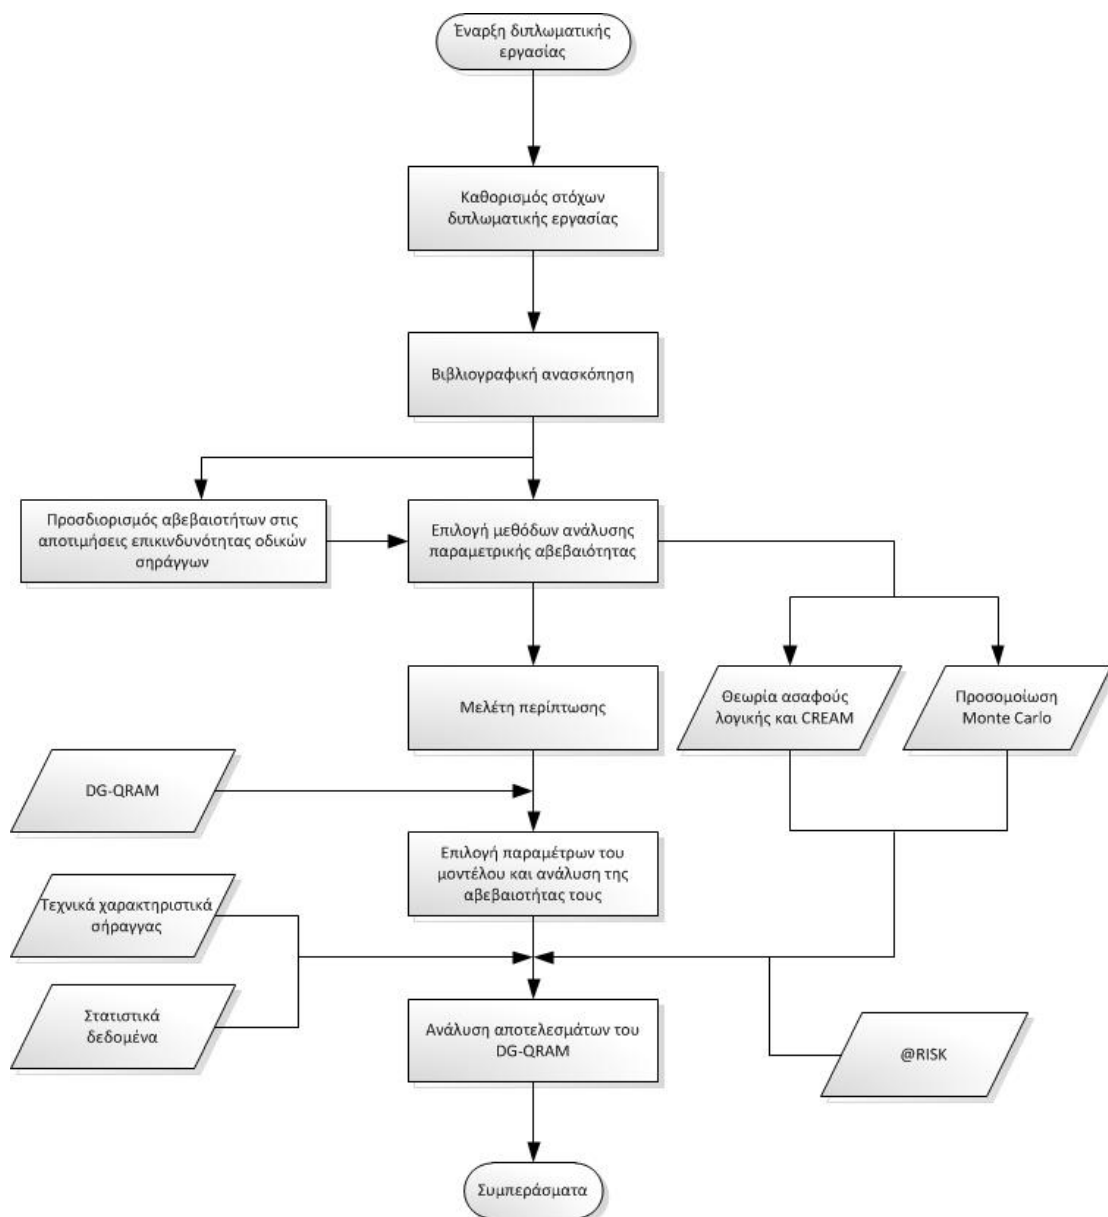 Έναρξη διπλωματικής
εργασίας
Καθορισμός στόχων
διπλωματικής εργασίας
Βιβλιογραφική ανασκόπηση
Προσδιορισμός αβεβαιοτήτων στις
αποτιμήσεις επικινδυνότητας οδικών
σηράγγων
Επιλογή μεθόδων ανάλυσης
παραμετρικής αβεβαιότητας
Μελέτη περίπτωσης
Θεωρία ασαφούς
λογικής και CREAM
Προσομοίωση
Monte Carlo
DG-QRAM
Επιλογή παραμέτρων του
μοντέλου και ανάλυση της
αβεβαιοτήτας τους
Τεχνικά χαρακτηριστικά
σήραγγας
Στατιστικά
δεδομένα
Ανάλυση αποτελεσμάτων του
DG-QRAM
@RISK
Συμπεράσματα